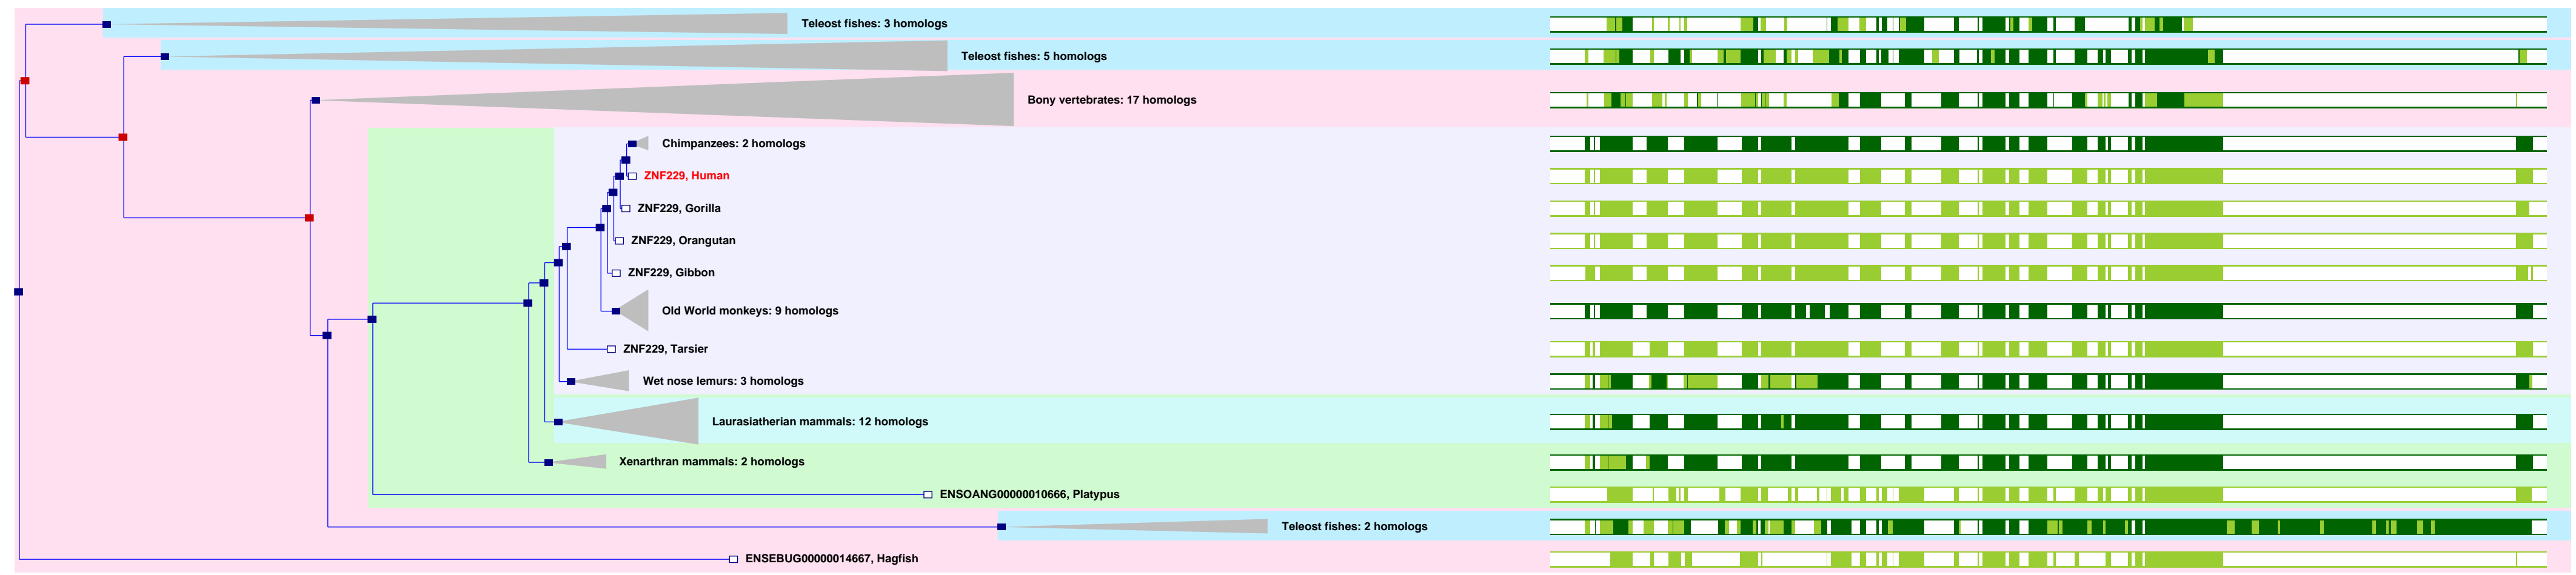 Teleost fishes: 3 homologs
Teleost fishes: 5 homologs
Bony vertebrates: 17 homologs
Chimpanzees: 2 homologs
ZNF229, Human
ZNF229, Gorilla
ZNF229, Orangutan
ZNF229, Gibbon
Old World monkeys: 9 homologs
ZNF229, Tarsier
Wet nose lemurs: 3 homologs
Laurasiatherian mammals: 12 homologs
Xenarthran mammals: 2 homologs
ENSOANG00000010666, Platypus
Teleost fishes: 2 homologs
ENSEBUG00000014667, Hagfish